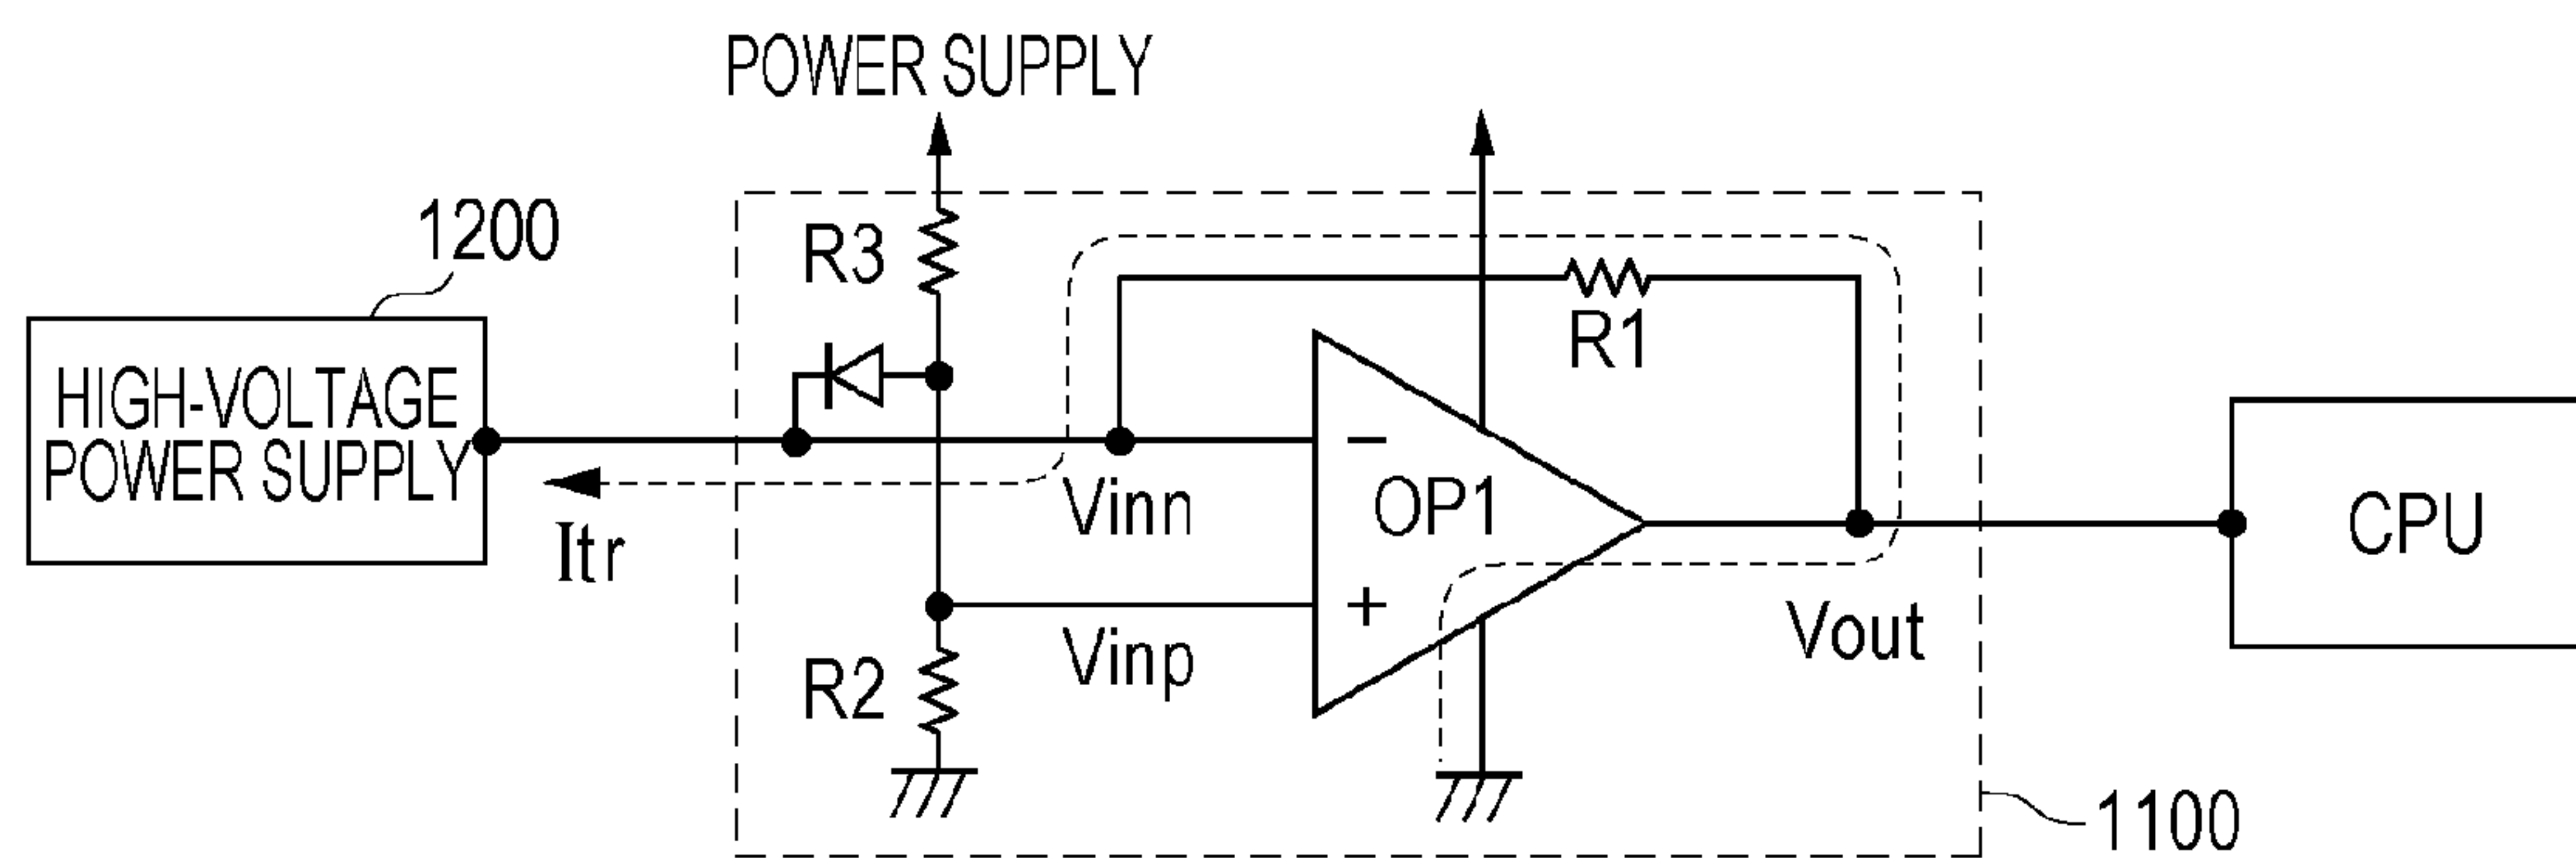 POWER SUPPLY
1200
R3
R1
HIGH-VOLTAGE
POWER SUPPLY
Itr
Vinn
−
OP1
+
CPU
Vinp
Vout
R2
1100